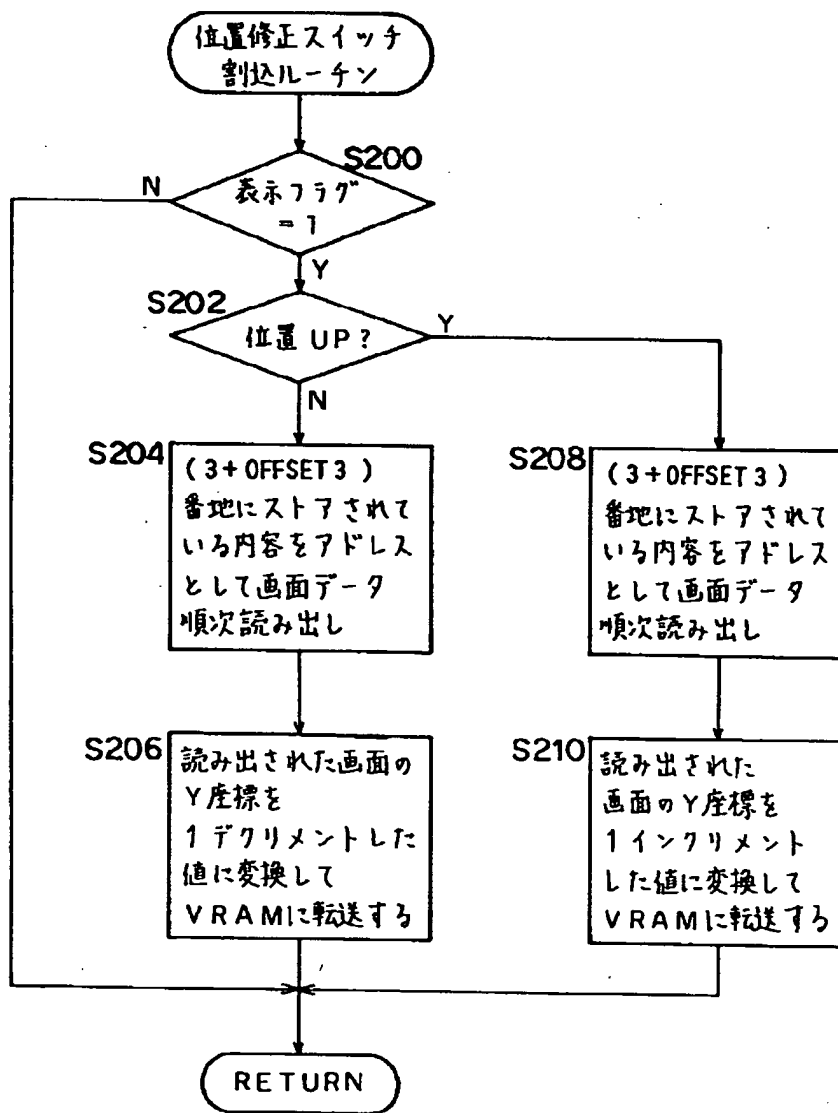 位置修正スイッチ
割込ルーチン
S200
表示フラグ
=1
N
Y
S202
位置 UP?
Y
N
S204
(3+OFFSET3)
番地にストアされて
いる内容をアドレス
として画面データ
順次読み出し
S208
(3+OFFSET3)
番地にストアされて
いる内容をアドレス
として画面データ
順次読み出し
S206
読み出された画面の
Y座標を
1デクリメントした
値に変換して
VRAMに転送する
S210
読み出された
画面のY座標を
1インクリメント
した値に変換して
VRAMに転送する
RETURN